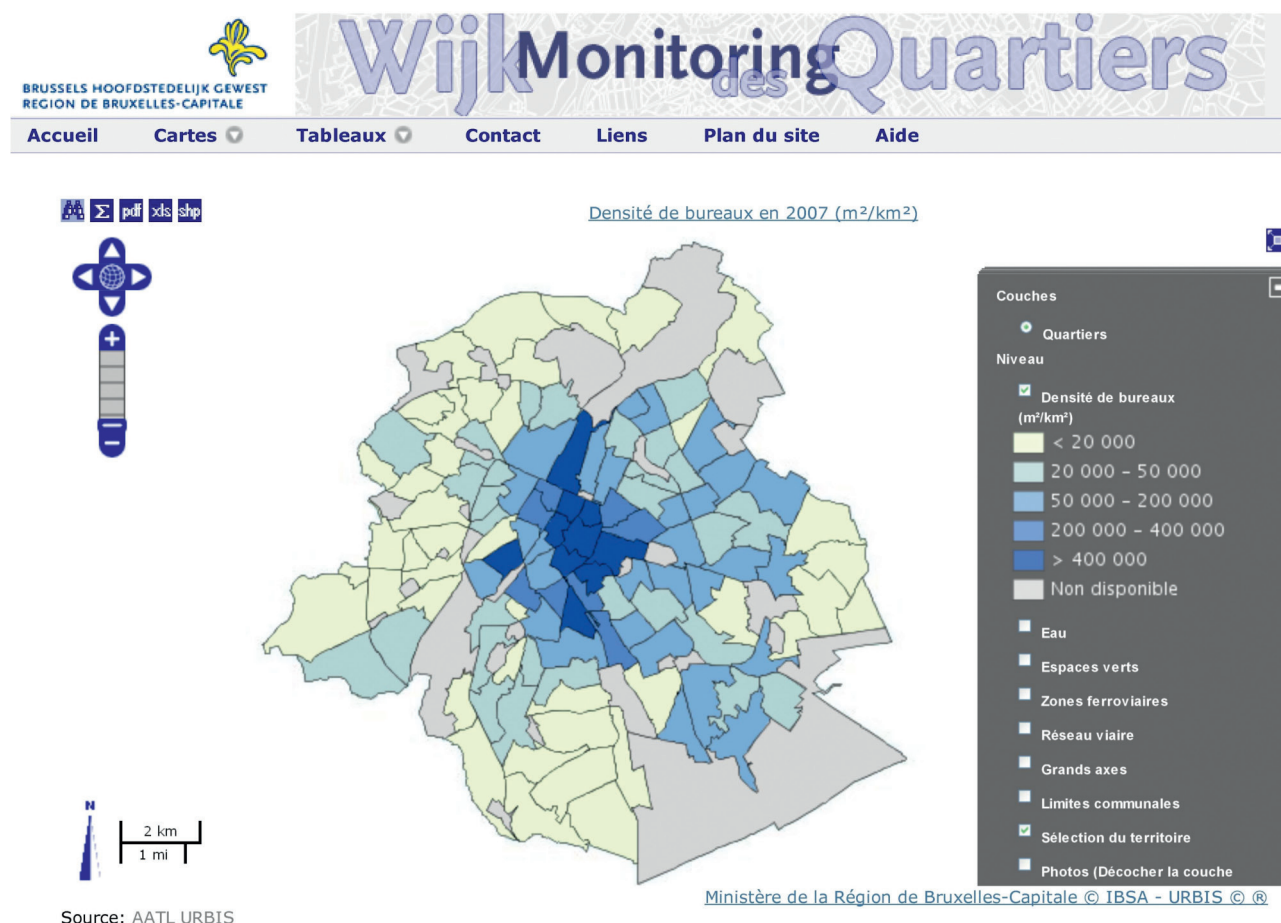 Wijk Monitoring des Quartiers
BRUSSELS HOOFDSTEDELIJK GEWEST
REGION DE BRUXELLES-CAPITALE
Accueil Cartes Tableaux Contact Liens Plan du site Aide
Σ pdf xls shp
Densité de bureaux en 2007 (m²/km²)
Couches
Quartiers
Niveau
Densité de bureaux
(m²/km²)
< 20 000
20 000 – 50 000
50 000 – 200 000
200 000 – 400 000
> 400 000
Non disponible
Eau
Espaces verts
Zones ferroviaires
Réseau viaire
Grands axes
Limites communales
Sélection du territoire
Photos (Décocher la couche
N
2 km
1 mi
Ministère de la Région de Bruxelles-Capitale © IBSA - URBIS © ®
Source: AATL URBIS